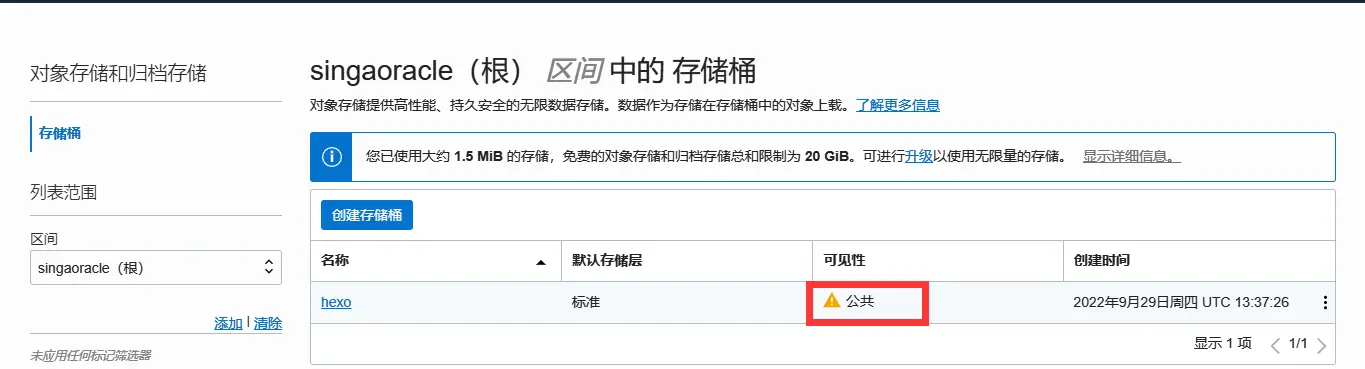 对象存储和归档存储
存储桶
列表范围
区间
singaoracle（根）
添加 | 清除
未应用任何标记筛选器
singaoracle（根） 区间 中的 存储桶
对象存储提供高性能、持久安全的无限数据存储。数据作为存储在存储桶中的对象上载。了解更多信息
您已使用大约 1.5 MiB 的存储，免费的对象存储和归档存储总和限制为 20 GiB。可进行升级以使用无限量的存储。 显示详细信息。
创建存储桶
名称 默认存储层 可见性 创建时间
hexo 标准 公共 2022年9月29日周四 UTC 13:37:26
显示 1 项 1/1